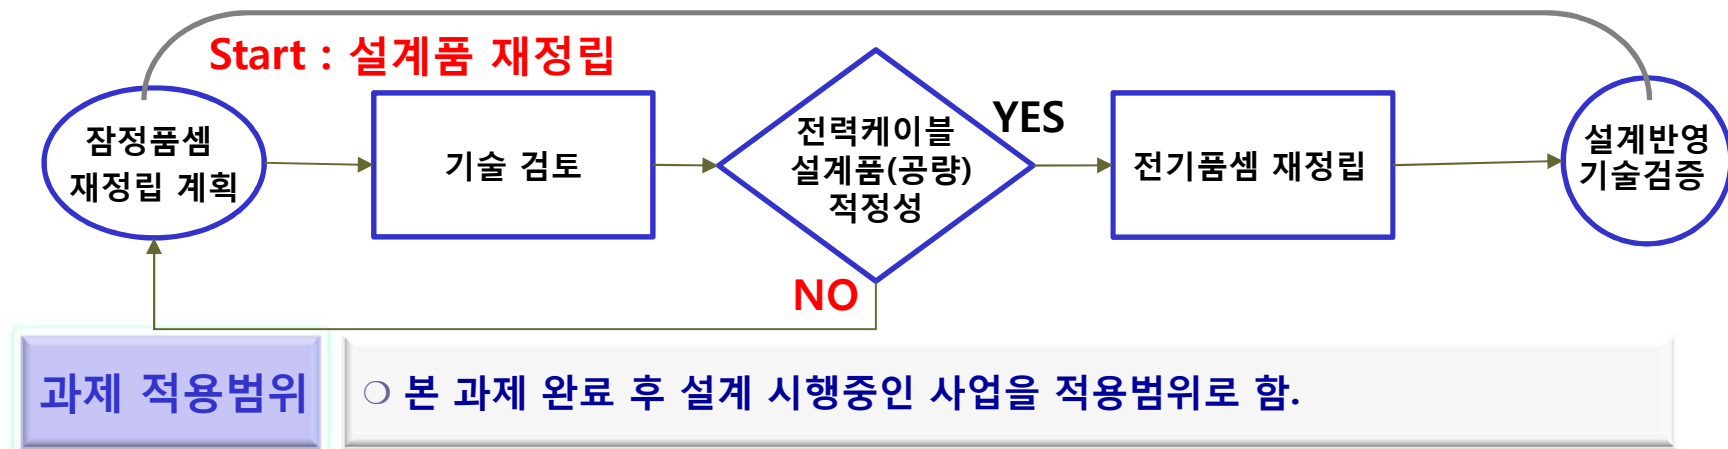 Start : 설계품 재정립
잠정품셈
재정립 계획
기술 검토
전력케이블
설계품(공량)
적정성
YES
NO
전기품셈 재정립
설계반영
기술검증
과제 적용범위
❍ 본 과제 완료 후 설계 시행중인 사업을 적용범위로 함.